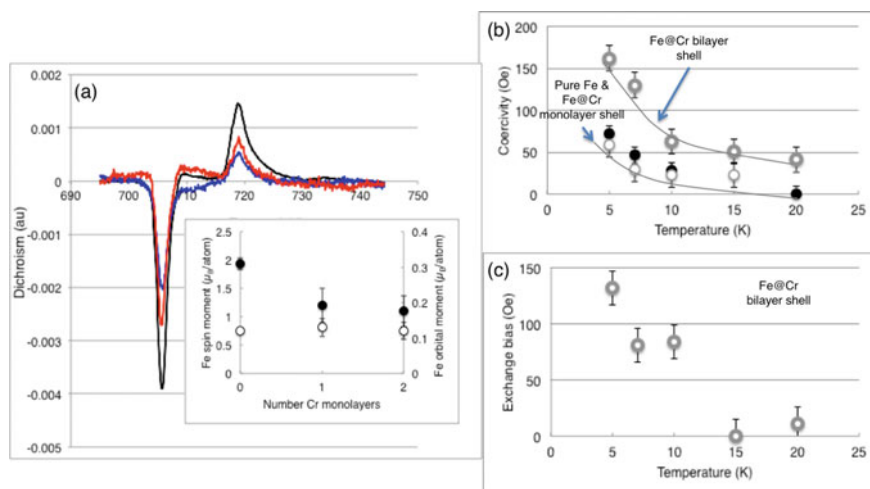 (a)
0.002
0.001
0
-0.001
-0.002
-0.003
-0.004
-0.005
690
700
720
730
740
750
Dichroism (au)
2.5
2
1.5
1
0.5
0
Fe spin moment (μB/atom)
0.4
0.3
0.2
0.1
0
Fe orbital moment (μB/atom)
0
1
2
Number Cr monolayers
(b)
200
150
100
50
0
Coercivity (Oe)
Fe@Cr bilayer
shell
Pure Fe &
Fe@Cr
monolayer shell
0
5
10
15
20
25
Temperature (K)
(c)
150
100
50
0
Exchange bias (Oe)
Fe@Cr
bilayer shell
0
5
10
15
20
25
Temperature (K)